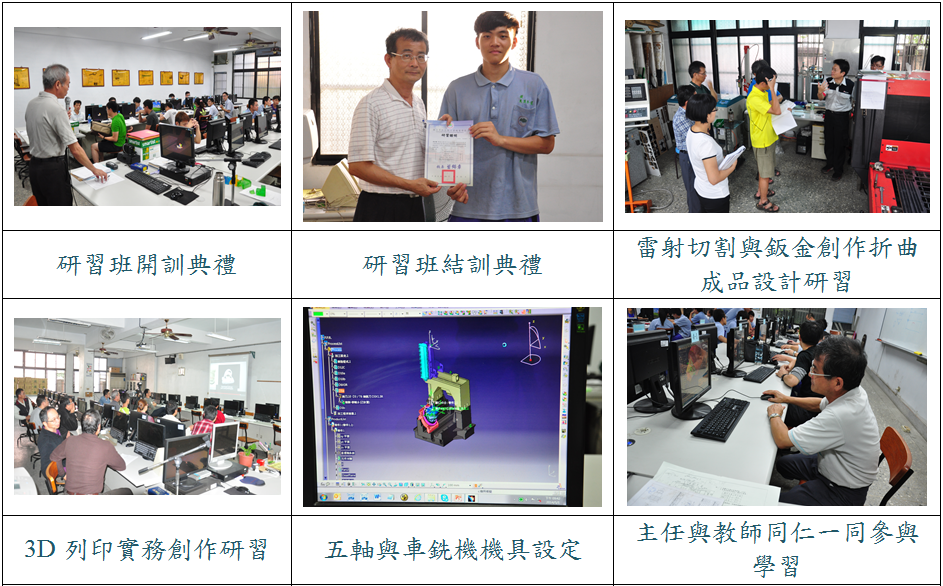 研習班開訓典禮
研習班結訓典禮
雷射切割與鈑金創作折曲
成品設計研習
3D 列印實務創作研習
五軸與車銑機機具設定
主任與教師同仁一同參與
學習